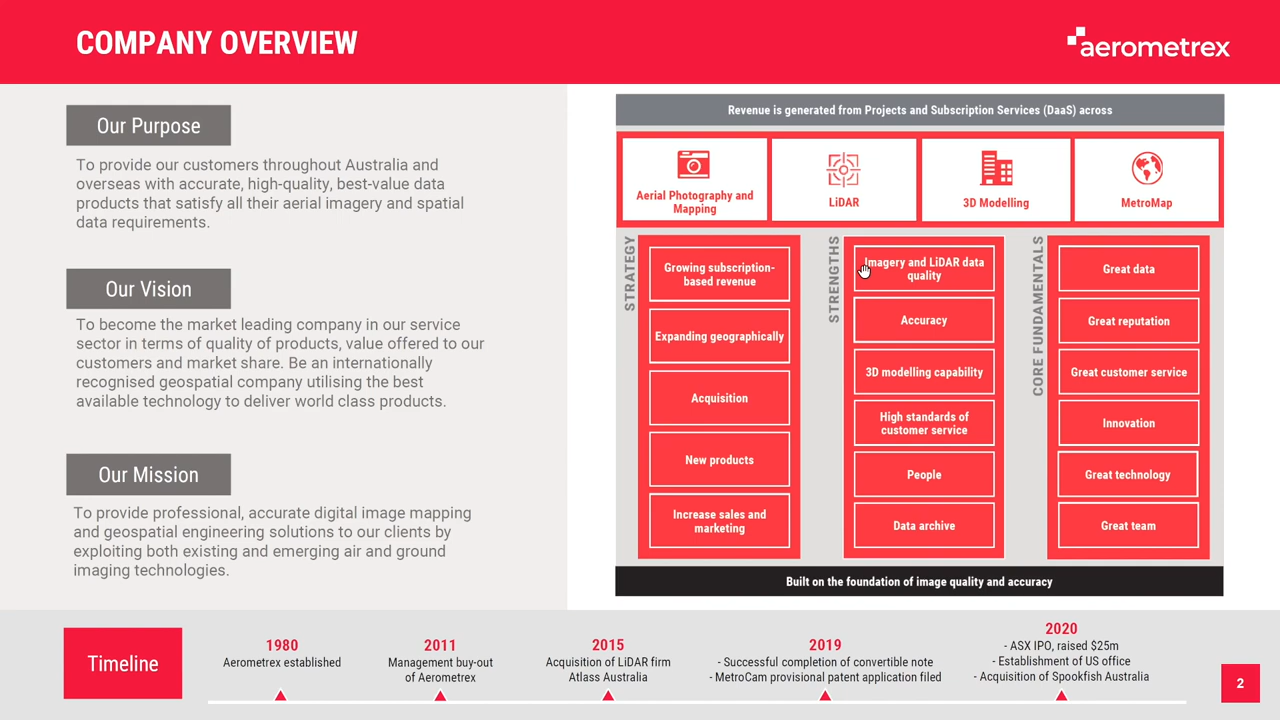 COMPANY OVERVIEW
aerometrex
Our Purpose
To provide our customers throughout Australia and
overseas with accurate, high-quality, best-value data
products that satisfy all their aerial imagery and spatial
data requirements.
Our Vision
To become the market leading company in our service
sector in terms of quality of products, value offered to our
customers and market share. Be an internationally
recognised geospatial company utilising the best
available technology to deliver world class products.
Our Mission
To provide professional, accurate digital image mapping
and geospatial engineering solutions to our clients by
exploiting both existing and emerging air and ground
imaging technologies.
Revenue is generated from Projects and Subscription Services (DaaS) across
Aerial Photography and
Mapping
LiDAR
3D Modelling
MetroMap
STRATEGY
Growing subscription-
based revenue
Expanding geographically
Acquisition
New products
Increase sales and
marketing
STRENGTHS
Imagery and LiDAR data
quality
Accuracy
3D modelling capability
High standards of
customer service
People
Data archive
CORE FUNDAMENTALS
Great data
Great reputation
Great customer service
Innovation
Great technology
Great team
Built on the foundation of image quality and accuracy
Timeline
1980
Aerometrex established
2011
Management buy-out
of Aerometrex
2015
Acquisition of LiDAR firm
Atlass Australia
2019
- Successful completion of convertible note
- MetroCam provisional patent application filed
2020
- ASX IPO, raised $25m
- Establishment of US office
- Acquisition of Spookfish Australia
2